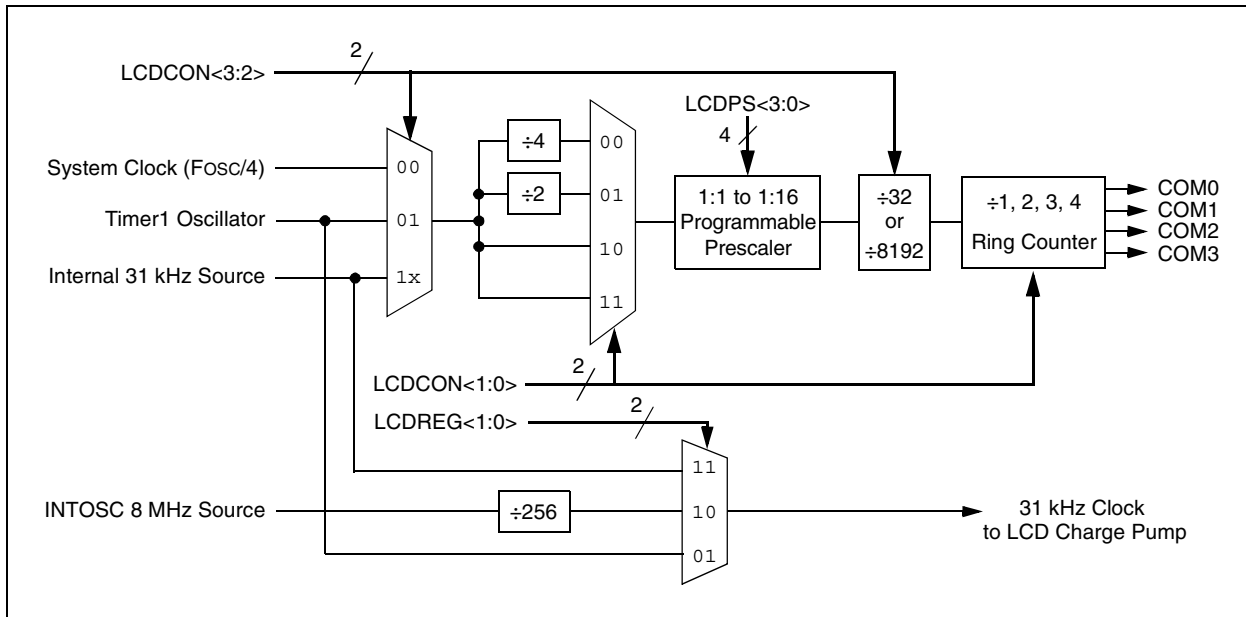 2
LCDCON<3:2>
LCDPS<3:0>
4
System Clock (FOSC/4)
Timer1 Oscillator
Internal 31 kHz Source
00
01
1x
÷4
÷2
00
01
10
11
1:1 to 1:16
Programmable
Prescaler
÷32
or
÷8192
÷1, 2, 3, 4
Ring Counter
COM0
COM1
COM2
COM3
2
LCDCON<1:0>
2
LCDREG<1:0>
INTOSC 8 MHz Source
÷256
11
10
01
31 kHz Clock
to LCD Charge Pump